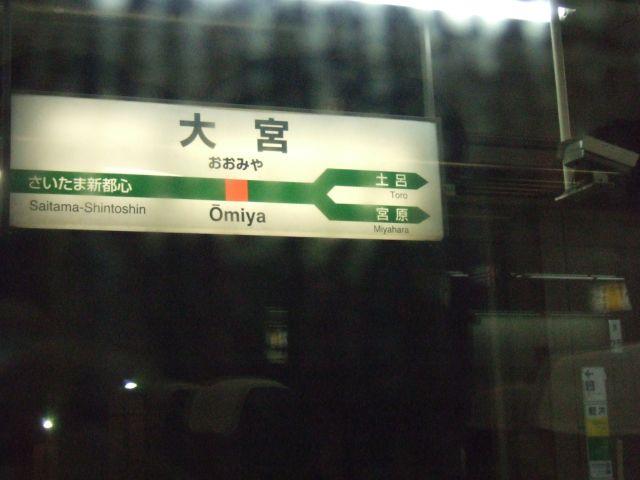 大宮
おおみや
さいたま新都心
土呂
Toro
Saitama-Shintoshin
Ōmiya
宮原
Miyahara